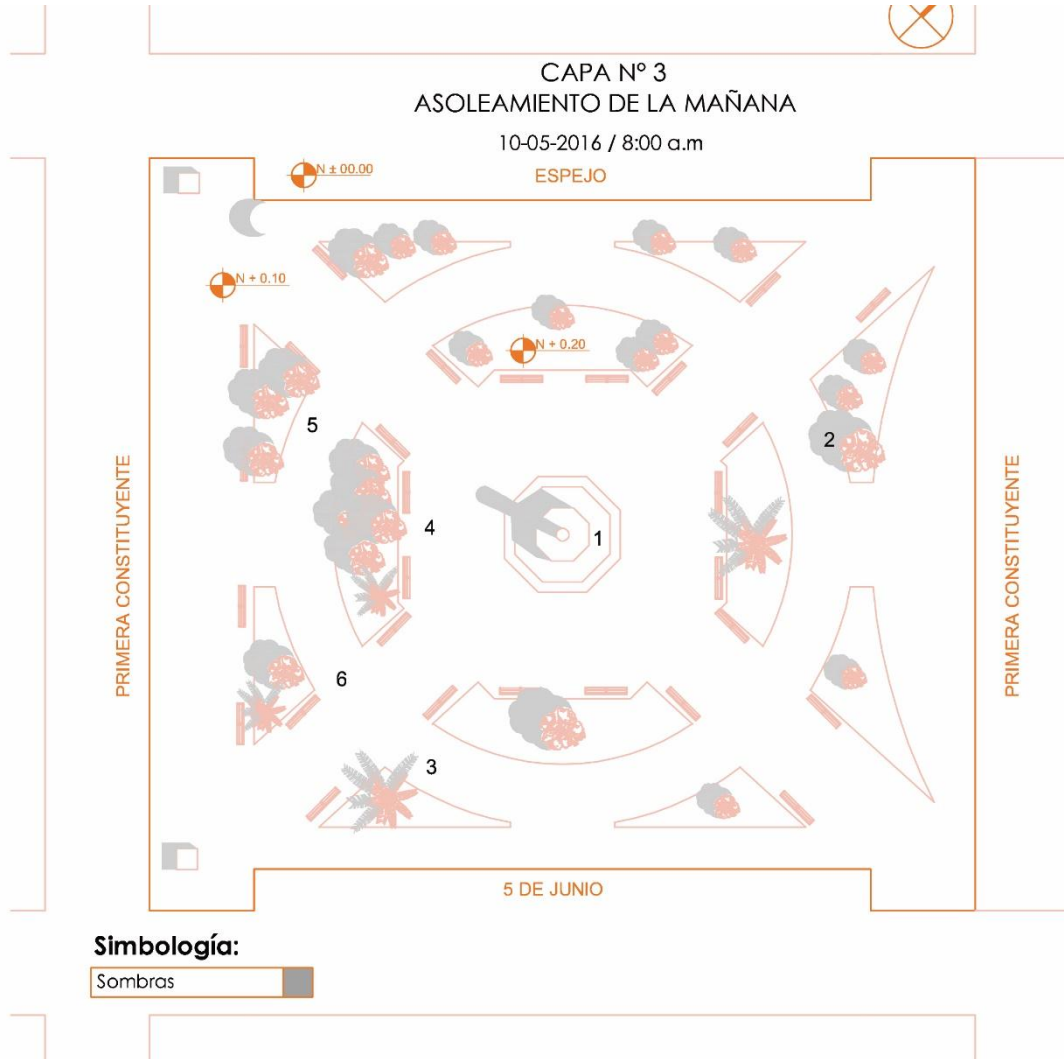 CAPA Nº 3
ASOLEAMIENTO DE LA MAÑANA
10-05-2016 / 8:00 a.m
ESPEJO
N ± 00.00
N + 0.10
N + 0.20
5
2
4
1
6
3
PRIMERA CONSTITUYENTE
PRIMERA CONSTITUYENTE
5 DE JUNIO
Simbología:
Sombras